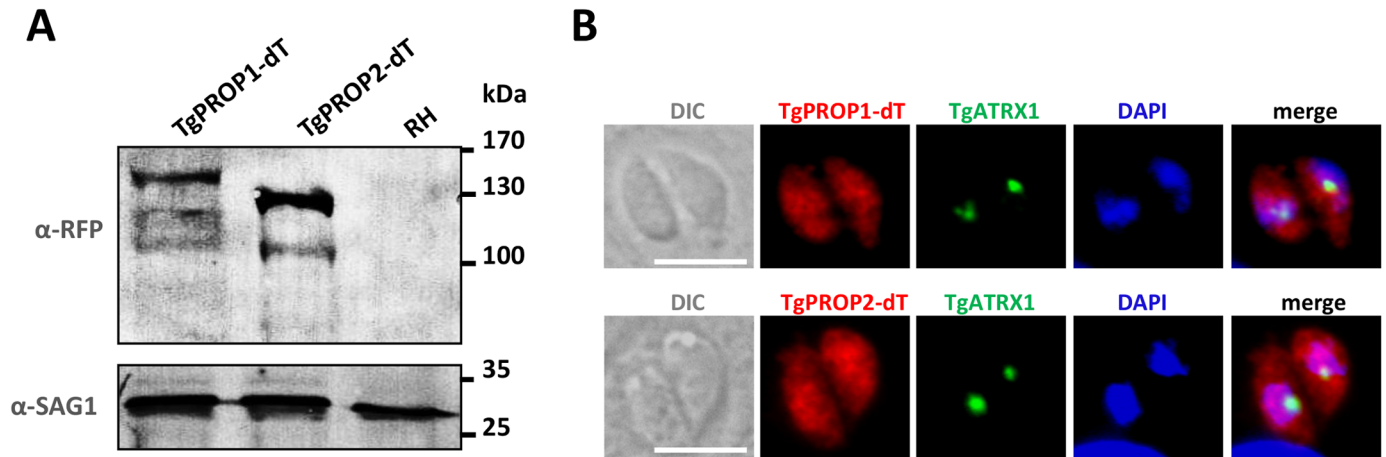 A
TgPROP1-dT
TgPROP2-dT
RH
kDa
170
130
100
α-RFP
35
25
α-SAG1
B
DIC TgPROP1-dT TgATRX1 DAPI merge
DIC TgPROP2-dT TgATRX1 DAPI merge